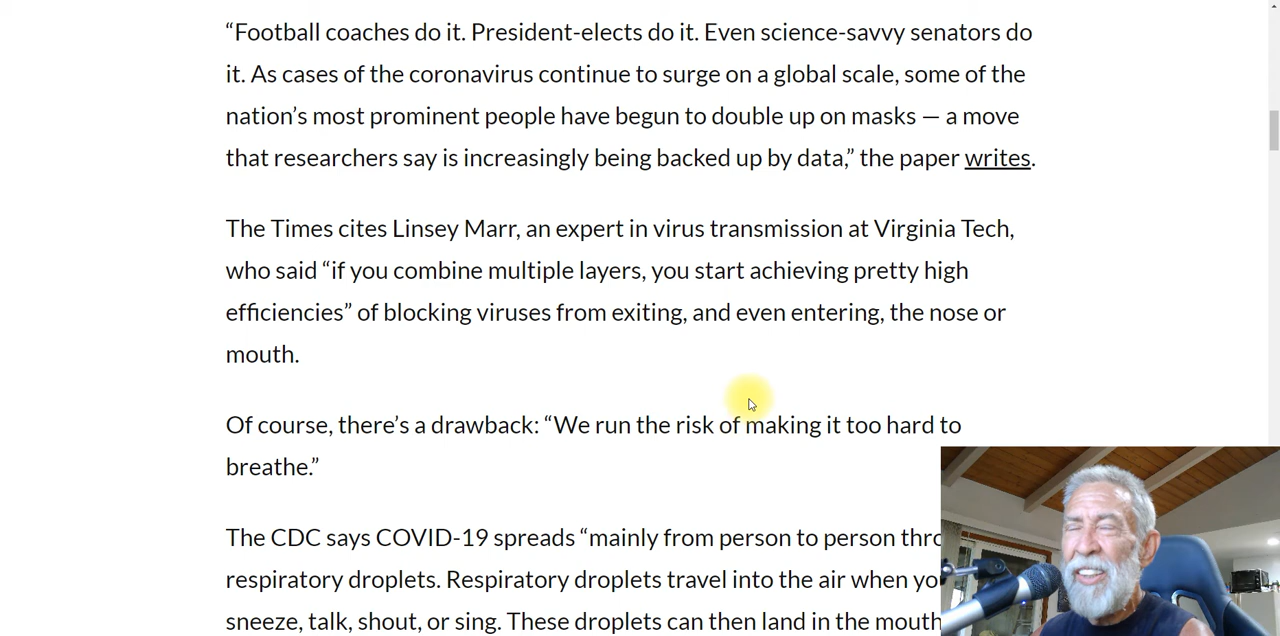 “Football coaches do it. President-elects do it. Even science-savvy senators do
it. As cases of the coronavirus continue to surge on a global scale, some of the
nation’s most prominent people have begun to double up on masks — a move
that researchers say is increasingly being backed up by data,” the paper writes.
The Times cites Linsey Marr, an expert in virus transmission at Virginia Tech,
who said “if you combine multiple layers, you start achieving pretty high
efficiencies” of blocking viruses from exiting, and even entering, the nose or
mouth.
Of course, there’s a drawback: “We run the risk of making it too hard to
breathe.”
The CDC says COVID-19 spreads “mainly from person to person
respiratory droplets. Respiratory droplets travel into the air when
sneeze, talk, shout, or sing. These droplets can then land in the mouth